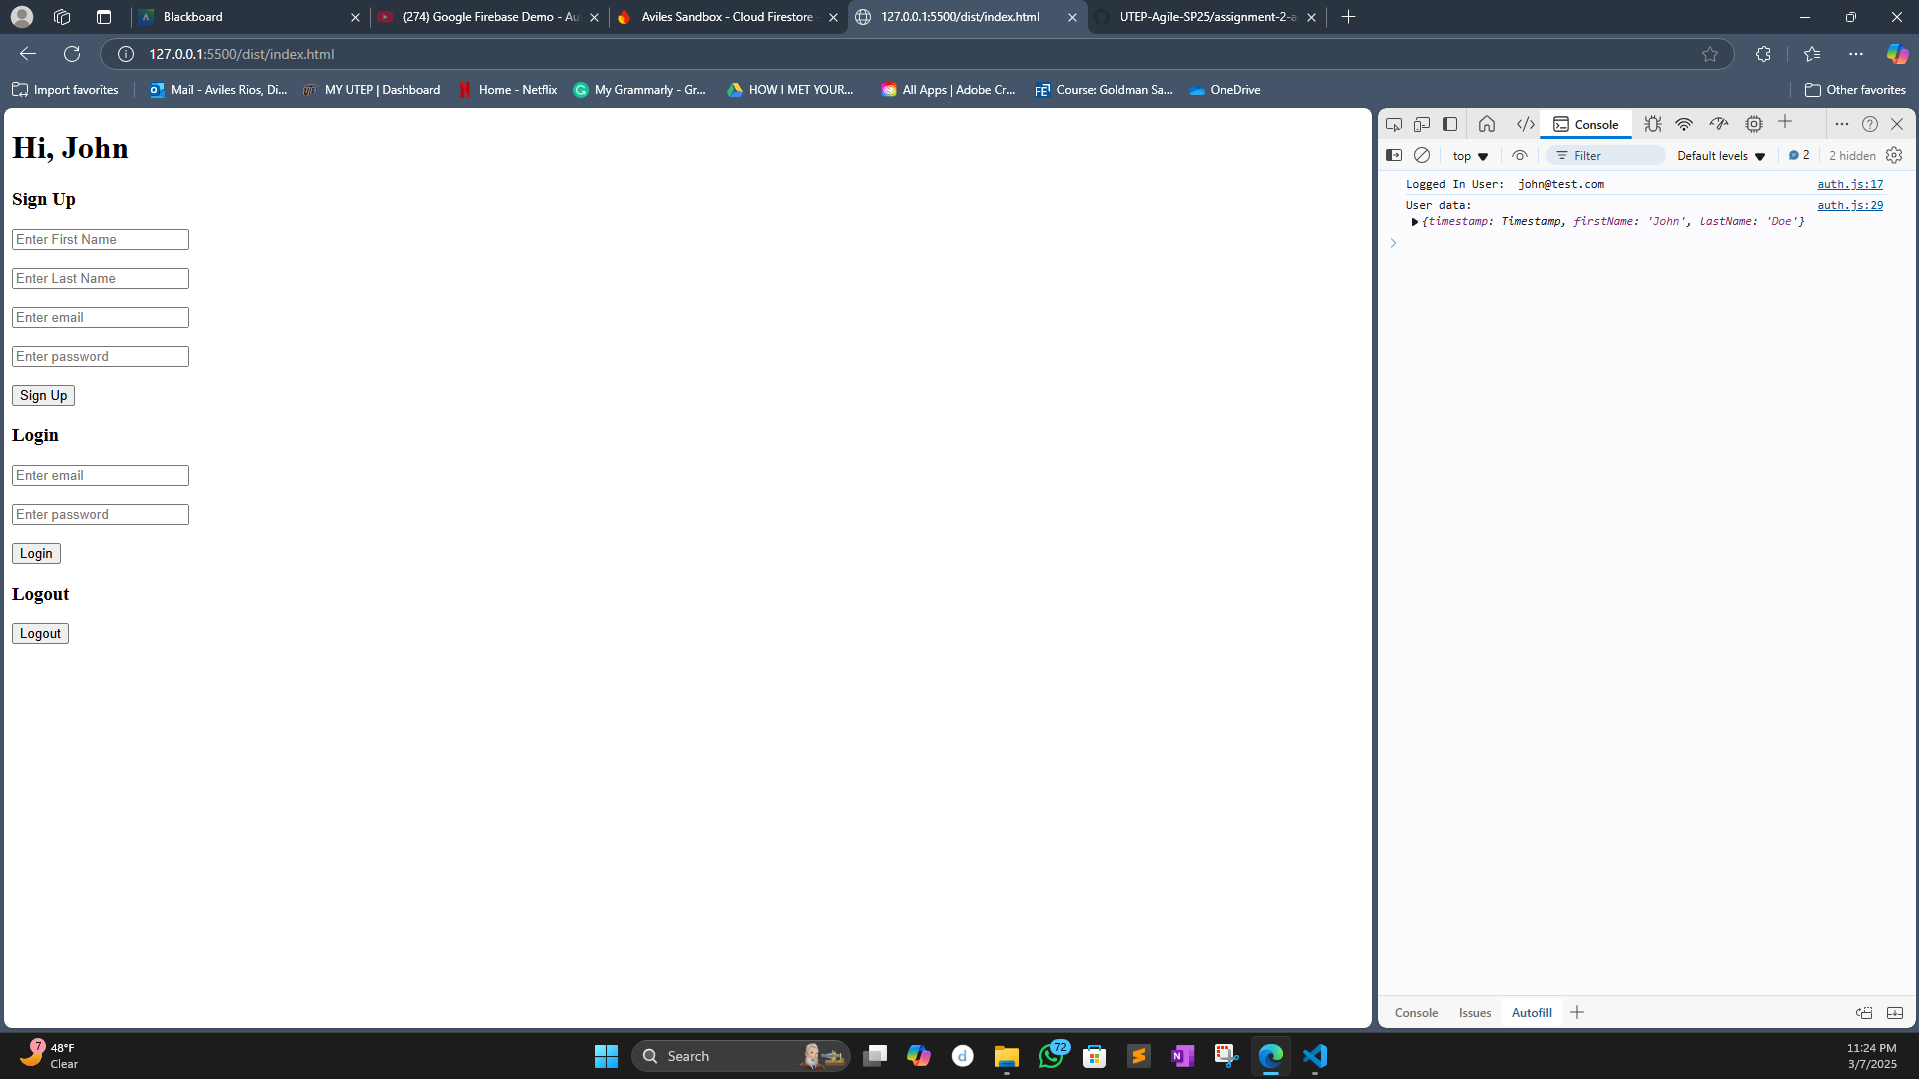 Blackboard
(274) Google Firebase Demo - Au
Aviles Sandbox - Cloud Firestore
127.0.0.1:5500/dist/index.html
UTEP-Agile-SP25/assignment-2-a
127.0.0.1:5500/dist/index.html
Import favorites
Mail - Aviles Rios, Di...
MY UTEP | Dashboard
Home - Netflix
My Grammarly - Gr...
HOW I MET YOUR...
All Apps | Adobe Cr...
Course: Goldman Sa...
OneDrive
Other favorites
Hi, John
Sign Up
Enter First Name
Enter Last Name
Enter email
Enter password
Sign Up
Login
Enter email
Enter password
Login
Logout
Logout
Console
top
Filter
Default levels
2
2 hidden
Logged In User: john@test.com
auth.js:17
User data:
auth.js:29
{timestamp: Timestamp, firstName: 'John', lastName: 'Doe'}
Console
Issues
Autofill
7
48°F
Clear
Search
72
11:24 PM
3/7/2025